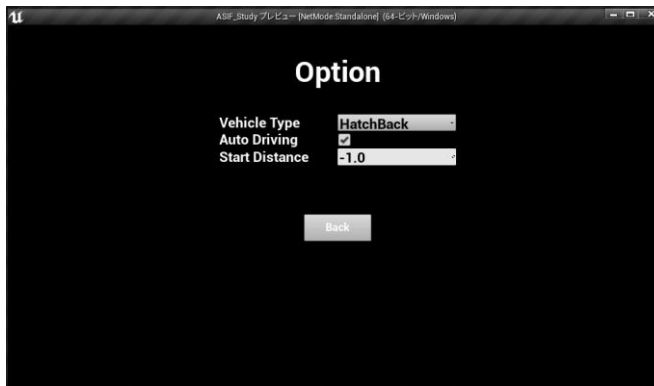 ASIF_Study プレビュー [NetMode:Standalone] (64-ビット/Windows)
Option
Vehicle Type HatchBack
Auto Driving
Start Distance -1.0
Back